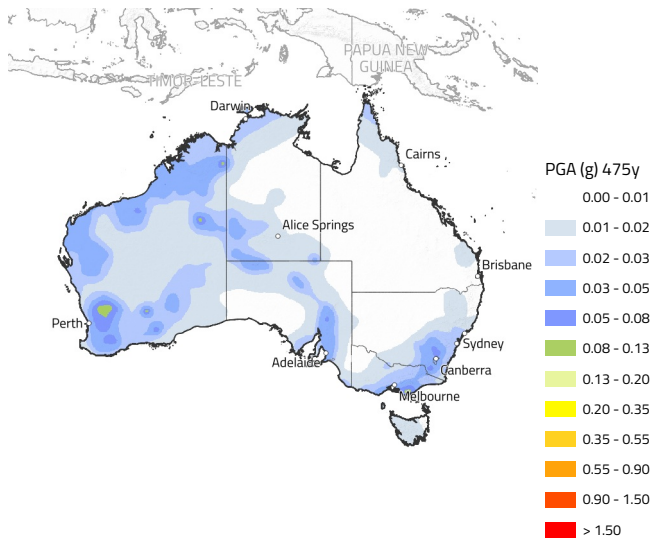 PAPUA NEW
GUINEA
TIMOR-LESTE
Darwin
Cairns
Alice Springs
Brisbane
Perth
Sydney
Adelaide
Canberra
Melbourne
PGA (g) 475y
0.00 - 0.01
0.01 - 0.02
0.02 - 0.03
0.03 - 0.05
0.05 - 0.08
0.08 - 0.13
0.13 - 0.20
0.20 - 0.35
0.35 - 0.55
0.55 - 0.90
0.90 - 1.50
> 1.50